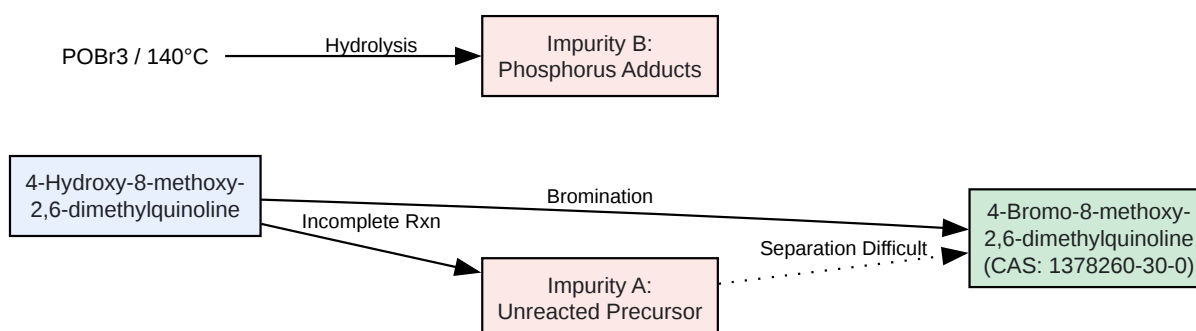 POBr3 / 140°C
Hydrolysis
Impurity B:
Phosphorus Adducts
4-Hydroxy-8-methoxy-
2,6-dimethylquinoline
Bromination
Incomplete Rxn
Separation Difficult
4-Bromo-8-methoxy-
2,6-dimethylquinoline
(CAS: 1378260-30-0)
Impurity A:
Unreacted Precursor